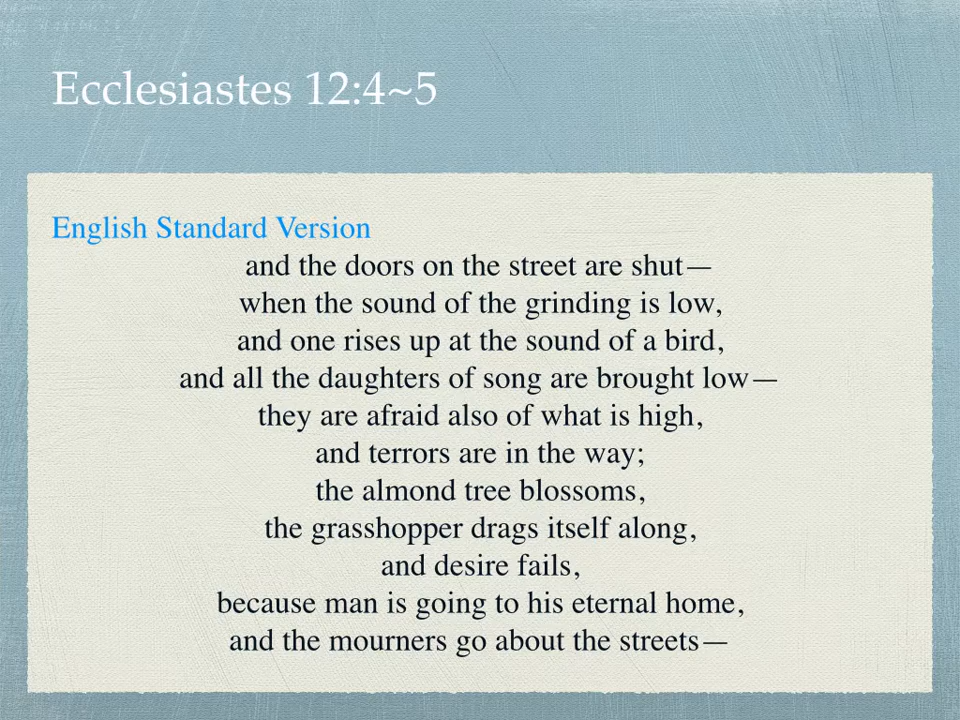 Ecclesiastes 12:4~5
English Standard Version
and the doors on the street are shut—
when the sound of the grinding is low,
and one rises up at the sound of a bird,
and all the daughters of song are brought low—
they are afraid also of what is high,
and terrors are in the way;
the almond tree blossoms,
the grasshopper drags itself along,
and desire fails,
because man is going to his eternal home,
and the mourners go about the streets—